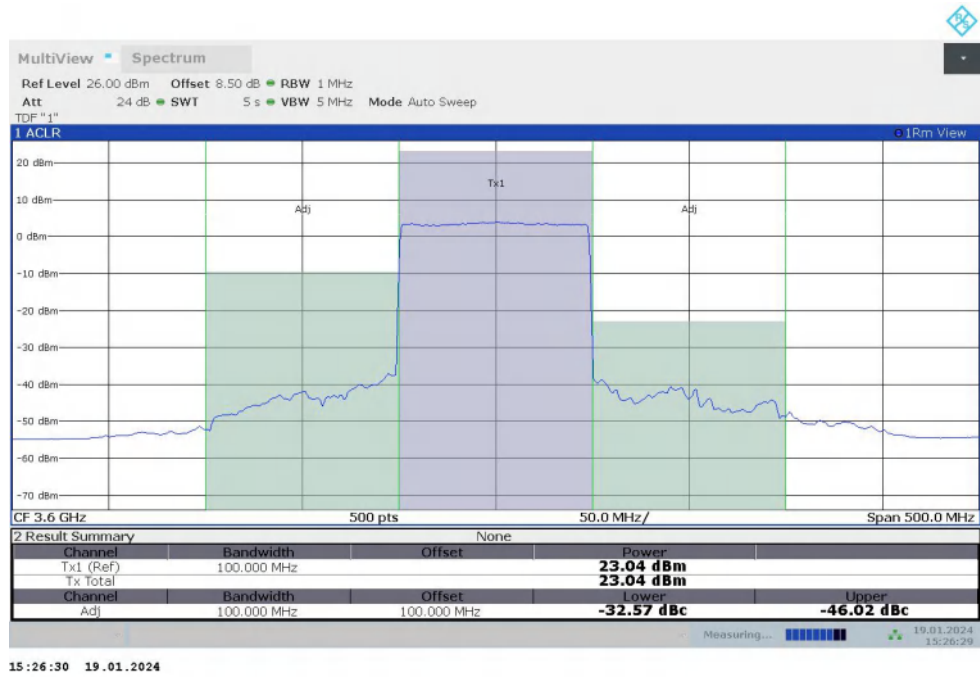 R&S
MultiView Spectrum
Ref Level 26.00 dBm Offset 8.50 dB RBW 1 MHz
Att 24 dB SWT 5 s VBW 5 MHz Mode Auto Sweep
TDF "1"
1 ACLR 1Rm View
20 dBm
Tx1
10 dBm
Adj Adj
0 dBm
-10 dBm
-20 dBm
-30 dBm
-40 dBm
-50 dBm
-60 dBm
-70 dBm
CF 3.6 GHz 500 pts 50.0 MHz/ Span 500.0 MHz
2 Result Summary None
Channel Bandwidth Offset Power
Tx1 (Ref) 100.000 MHz 23.04 dBm
Tx Total 23.04 dBm
Channel Bandwidth Offset Lower Upper
Adj 100.000 MHz 100.000 MHz -32.57 dBc -46.02 dBc
Measuring... 19.01.2024
15:26:29
15:26:30 19.01.2024